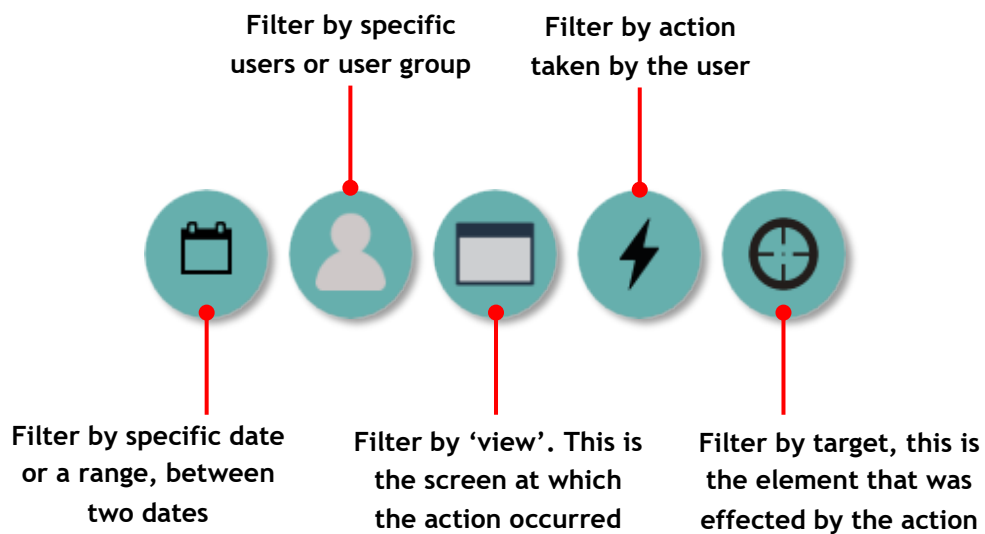 Filter by specific
users or user group
Filter by action
taken by the user
Filter by specific date
or a range, between
two dates
Filter by ‘view’. This is
the screen at which
the action occurred
Filter by target, this is
the element that was
effected by the action